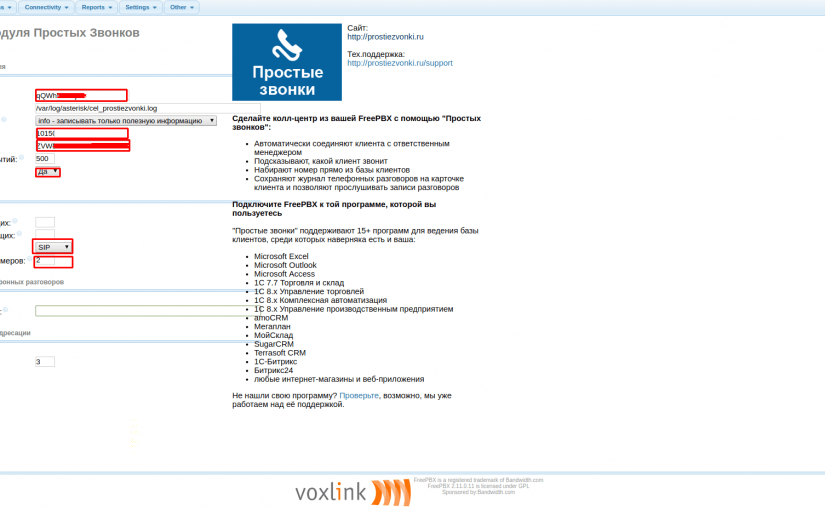 s
Connectivity
Reports
Settings
Other
дуля Простых Звонков
ия
qQWh
/var/log/asterisk/cel_prostiezvonki.log
info - записывать только полезную информацию
10150
ZVW
ытий:
500
Да
щих:
ющих:
SIP
омеров:
2
фонных разговоров
:
дресации
3
Простые
звонки
Сайт:
http://prostiezvonki.ru
Тех.поддержка:
http://prostiezvonki.ru/support
Сделайте колл-центр из вашей FreePBX с помощью "Простых
звонков":
Автоматически соединяют клиента с ответственным
менеджером
Подсказывают, какой клиент звонит
Набирают номер прямо из базы клиентов
Сохраняют журнал телефонных разговоров на карточке
клиента и позволяют прослушивать записи разговоров
Подключите FreePBX к той программе, которой вы
пользуетесь
"Простые звонки" поддерживают 15+ программ для ведения базы
клиентов, среди которых наверняка есть и ваша:
Microsoft Excel
Microsoft Outlook
Microsoft Access
1С 7.7 Торговля и склад
1С 8.x Управление торговлей
1С 8.x Комплексная автоматизация
1С 8.x Управление производственным предприятием
amoCRM
Мегаплан
МойСклад
SugarCRM
Terrasoft CRM
1С-Битрикс
Битрикс24
любые интернет-магазины и веб-приложения
Не нашли свою программу? Проверьте, возможно, мы уже
работаем над её поддержкой.
voxlink
FreePBX is a registered trademark of Bandwidth.com
FreePBX 2.11.0.11 is licensed under GPL
Sponsored by:Bandwidth.com